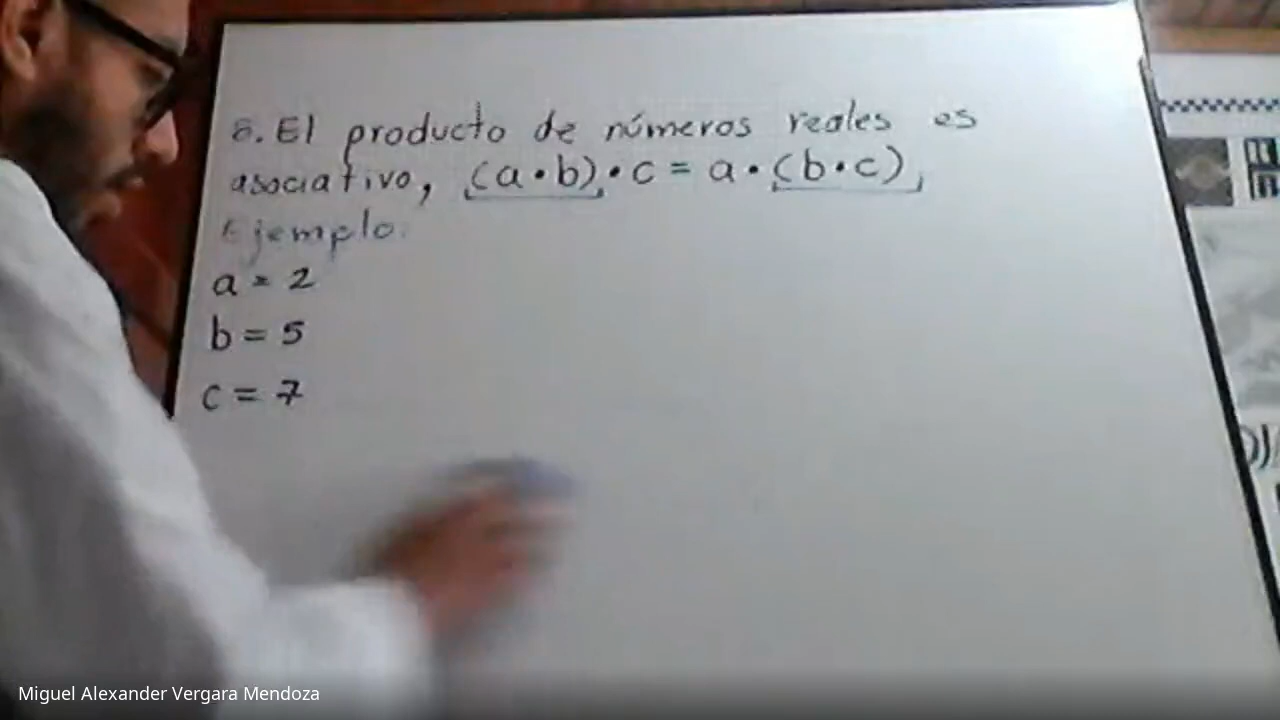 8. El producto de números reales es
asociativo, (a • b) • c = a • (b • c),
Ejemplo:
a = 2
b = 5
c = 7
Miguel Alexander Vergara Mendoza